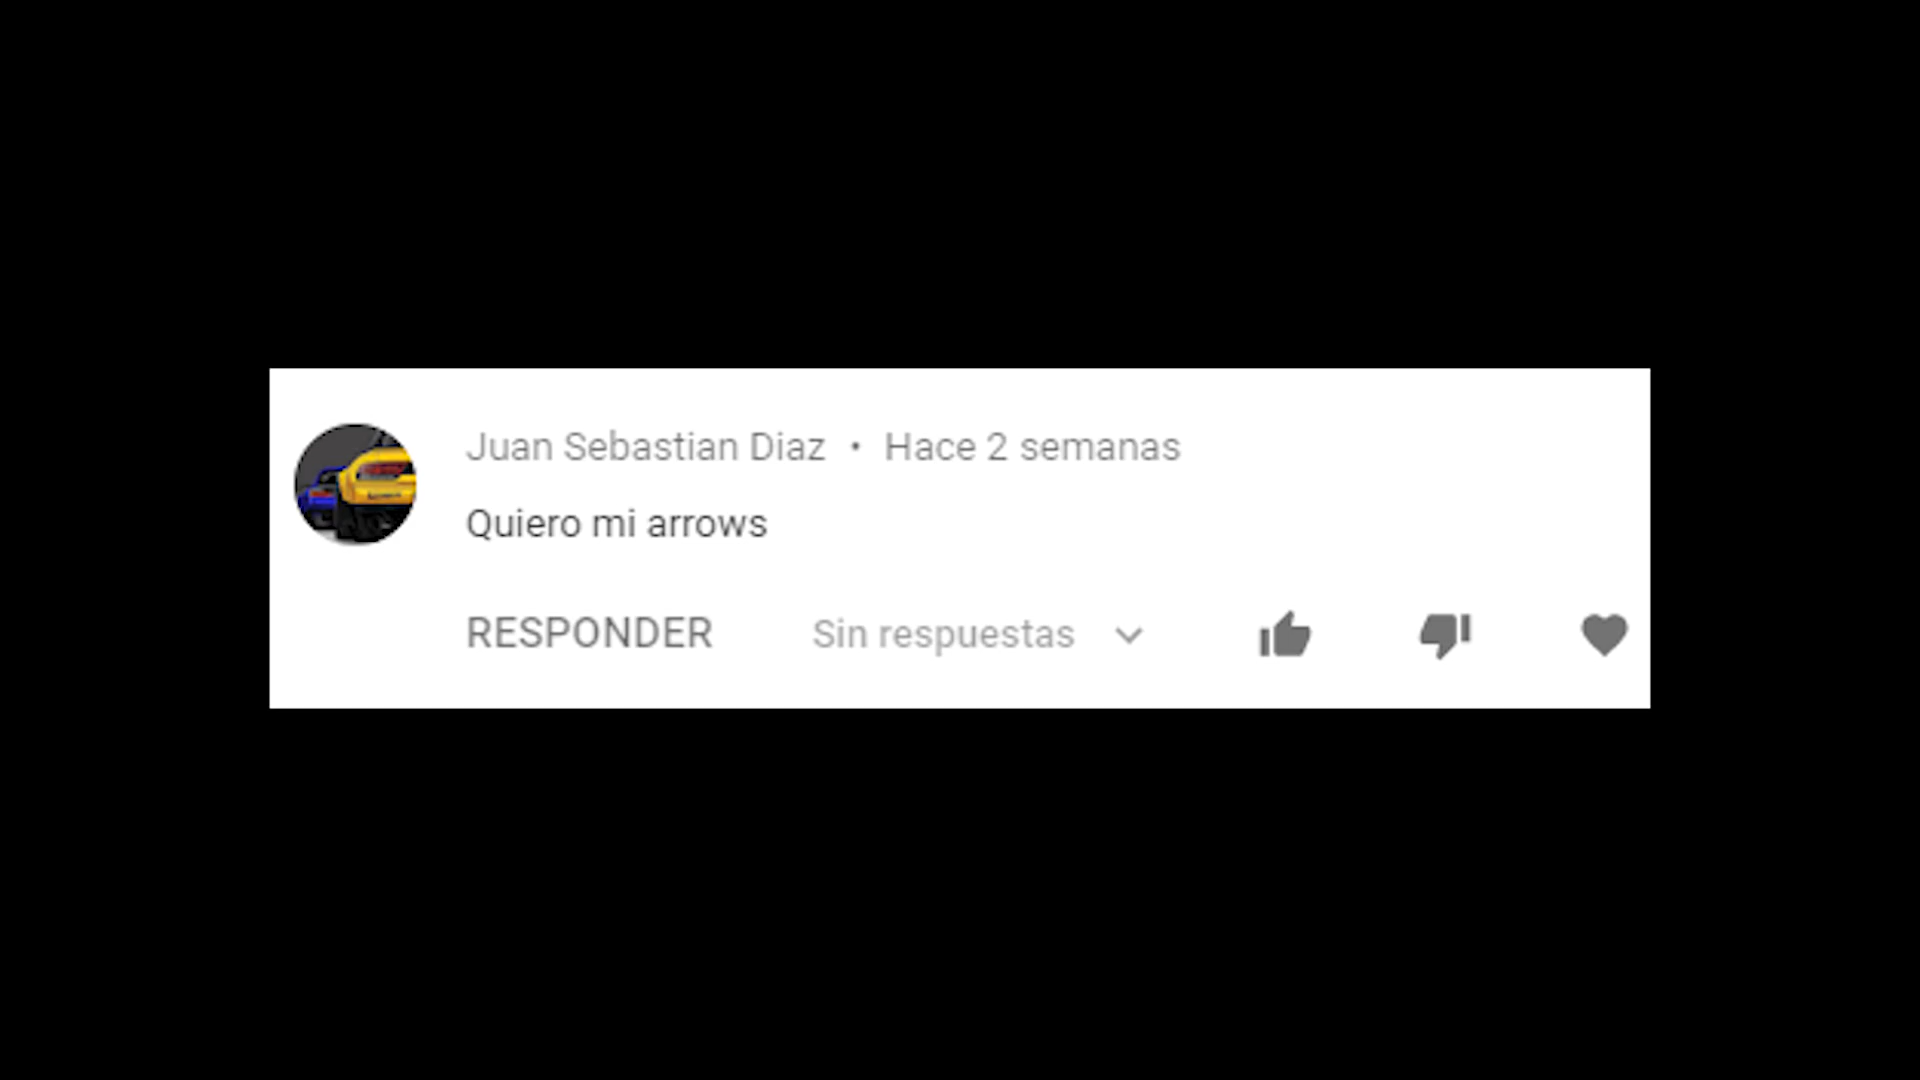 Juan Sebastian Diaz • Hace 2 semanas
Quiero mi arrows
RESPONDER Sin respuestas